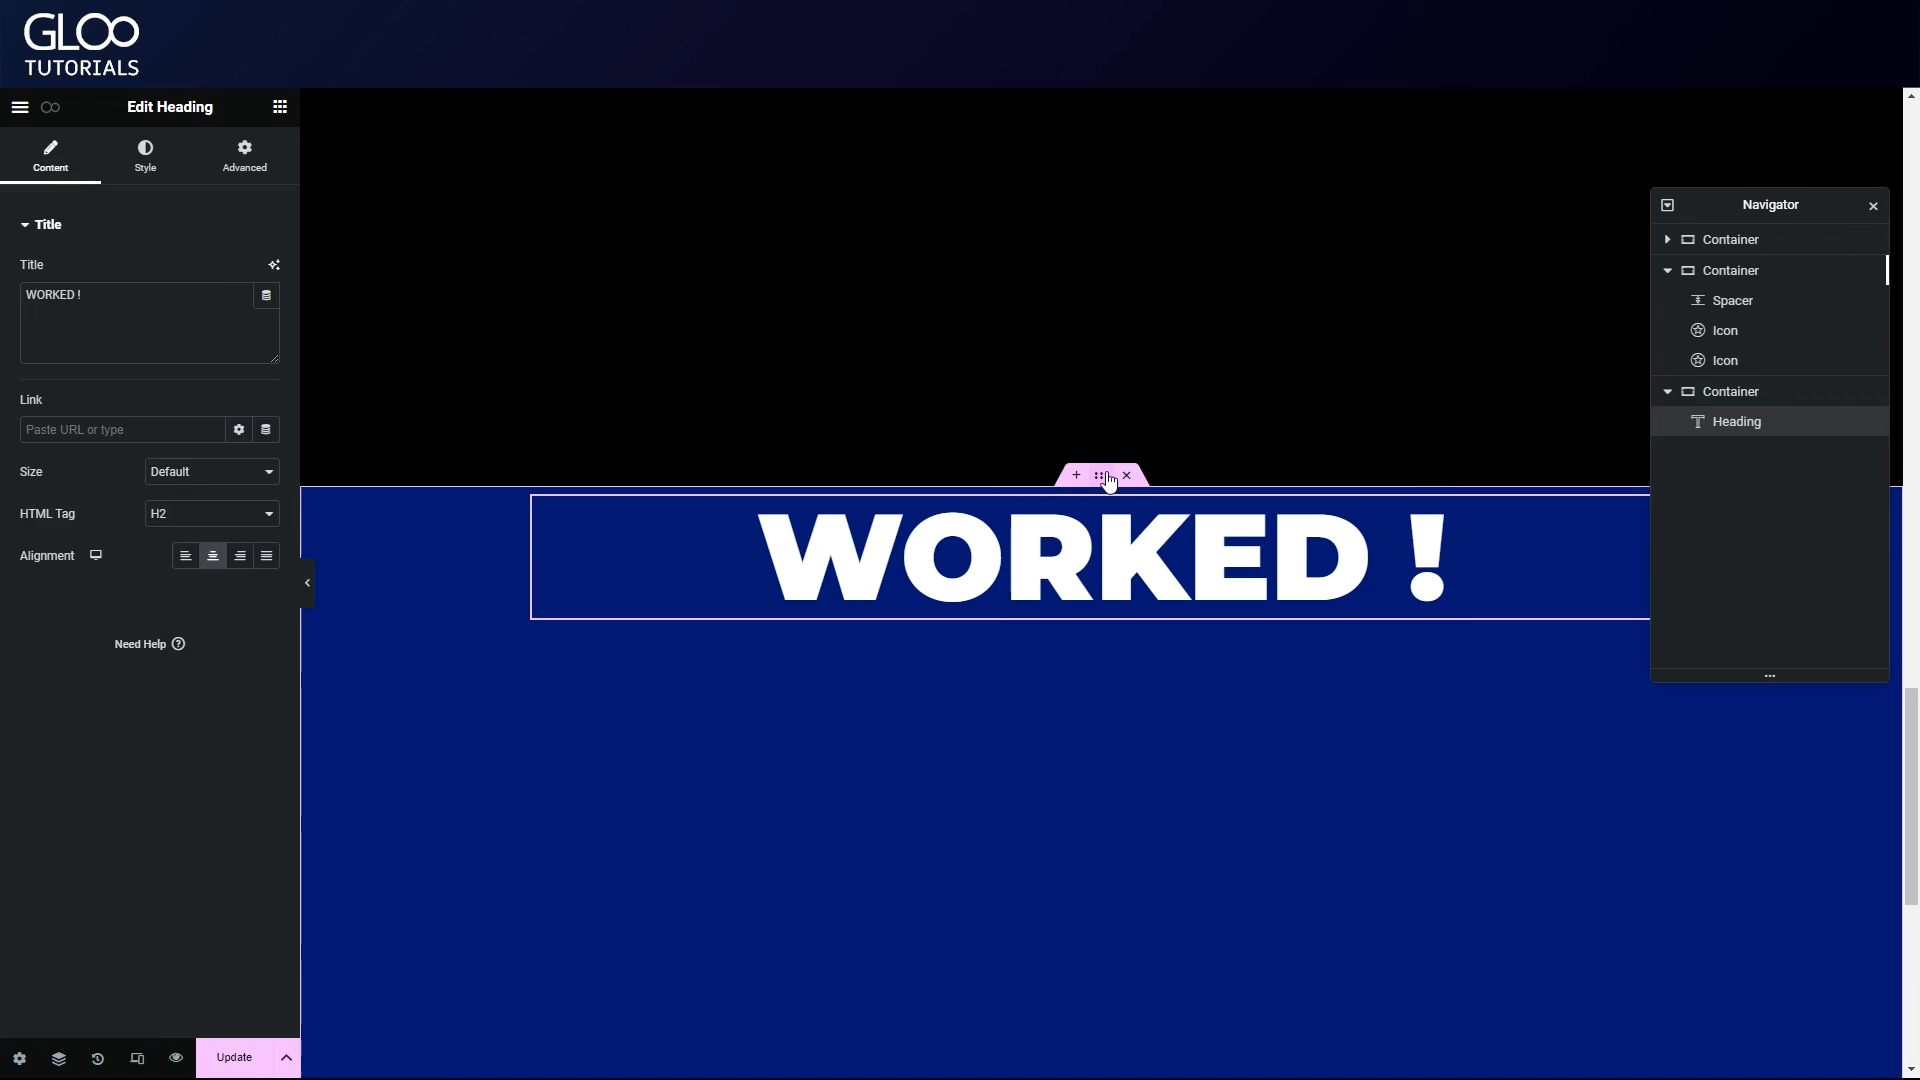 GLOO
TUTORIALS
Edit Heading
Content
Style
Advanced
Title
Title
WORKED !
Link
Paste URL or type
Size
Default
HTML Tag
H2
Alignment
Need Help
Update
WORKED !
Navigator
Container
Container
Spacer
Icon
Icon
Container
Heading